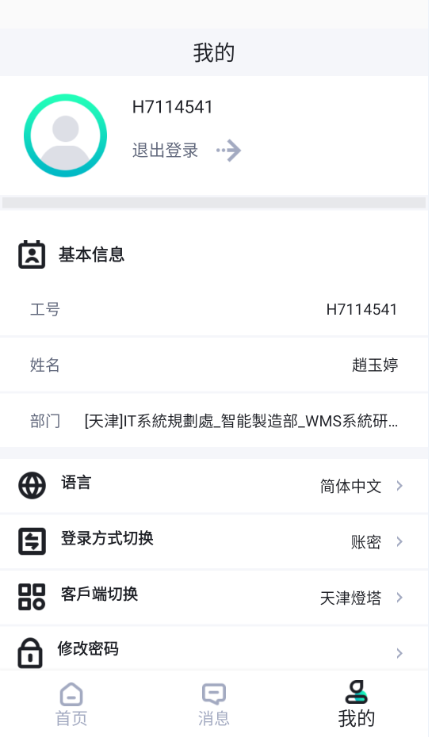 我的
H7114541
退出登录
基本信息
工号 H7114541
姓名 趙玉婷
部门 [天津]IT系統規劃處_智能製造部_WMS系統研...
语言 简体中文
登录方式切换 账密
客戶端切换 天津燈塔
修改密码
首页 消息 我的